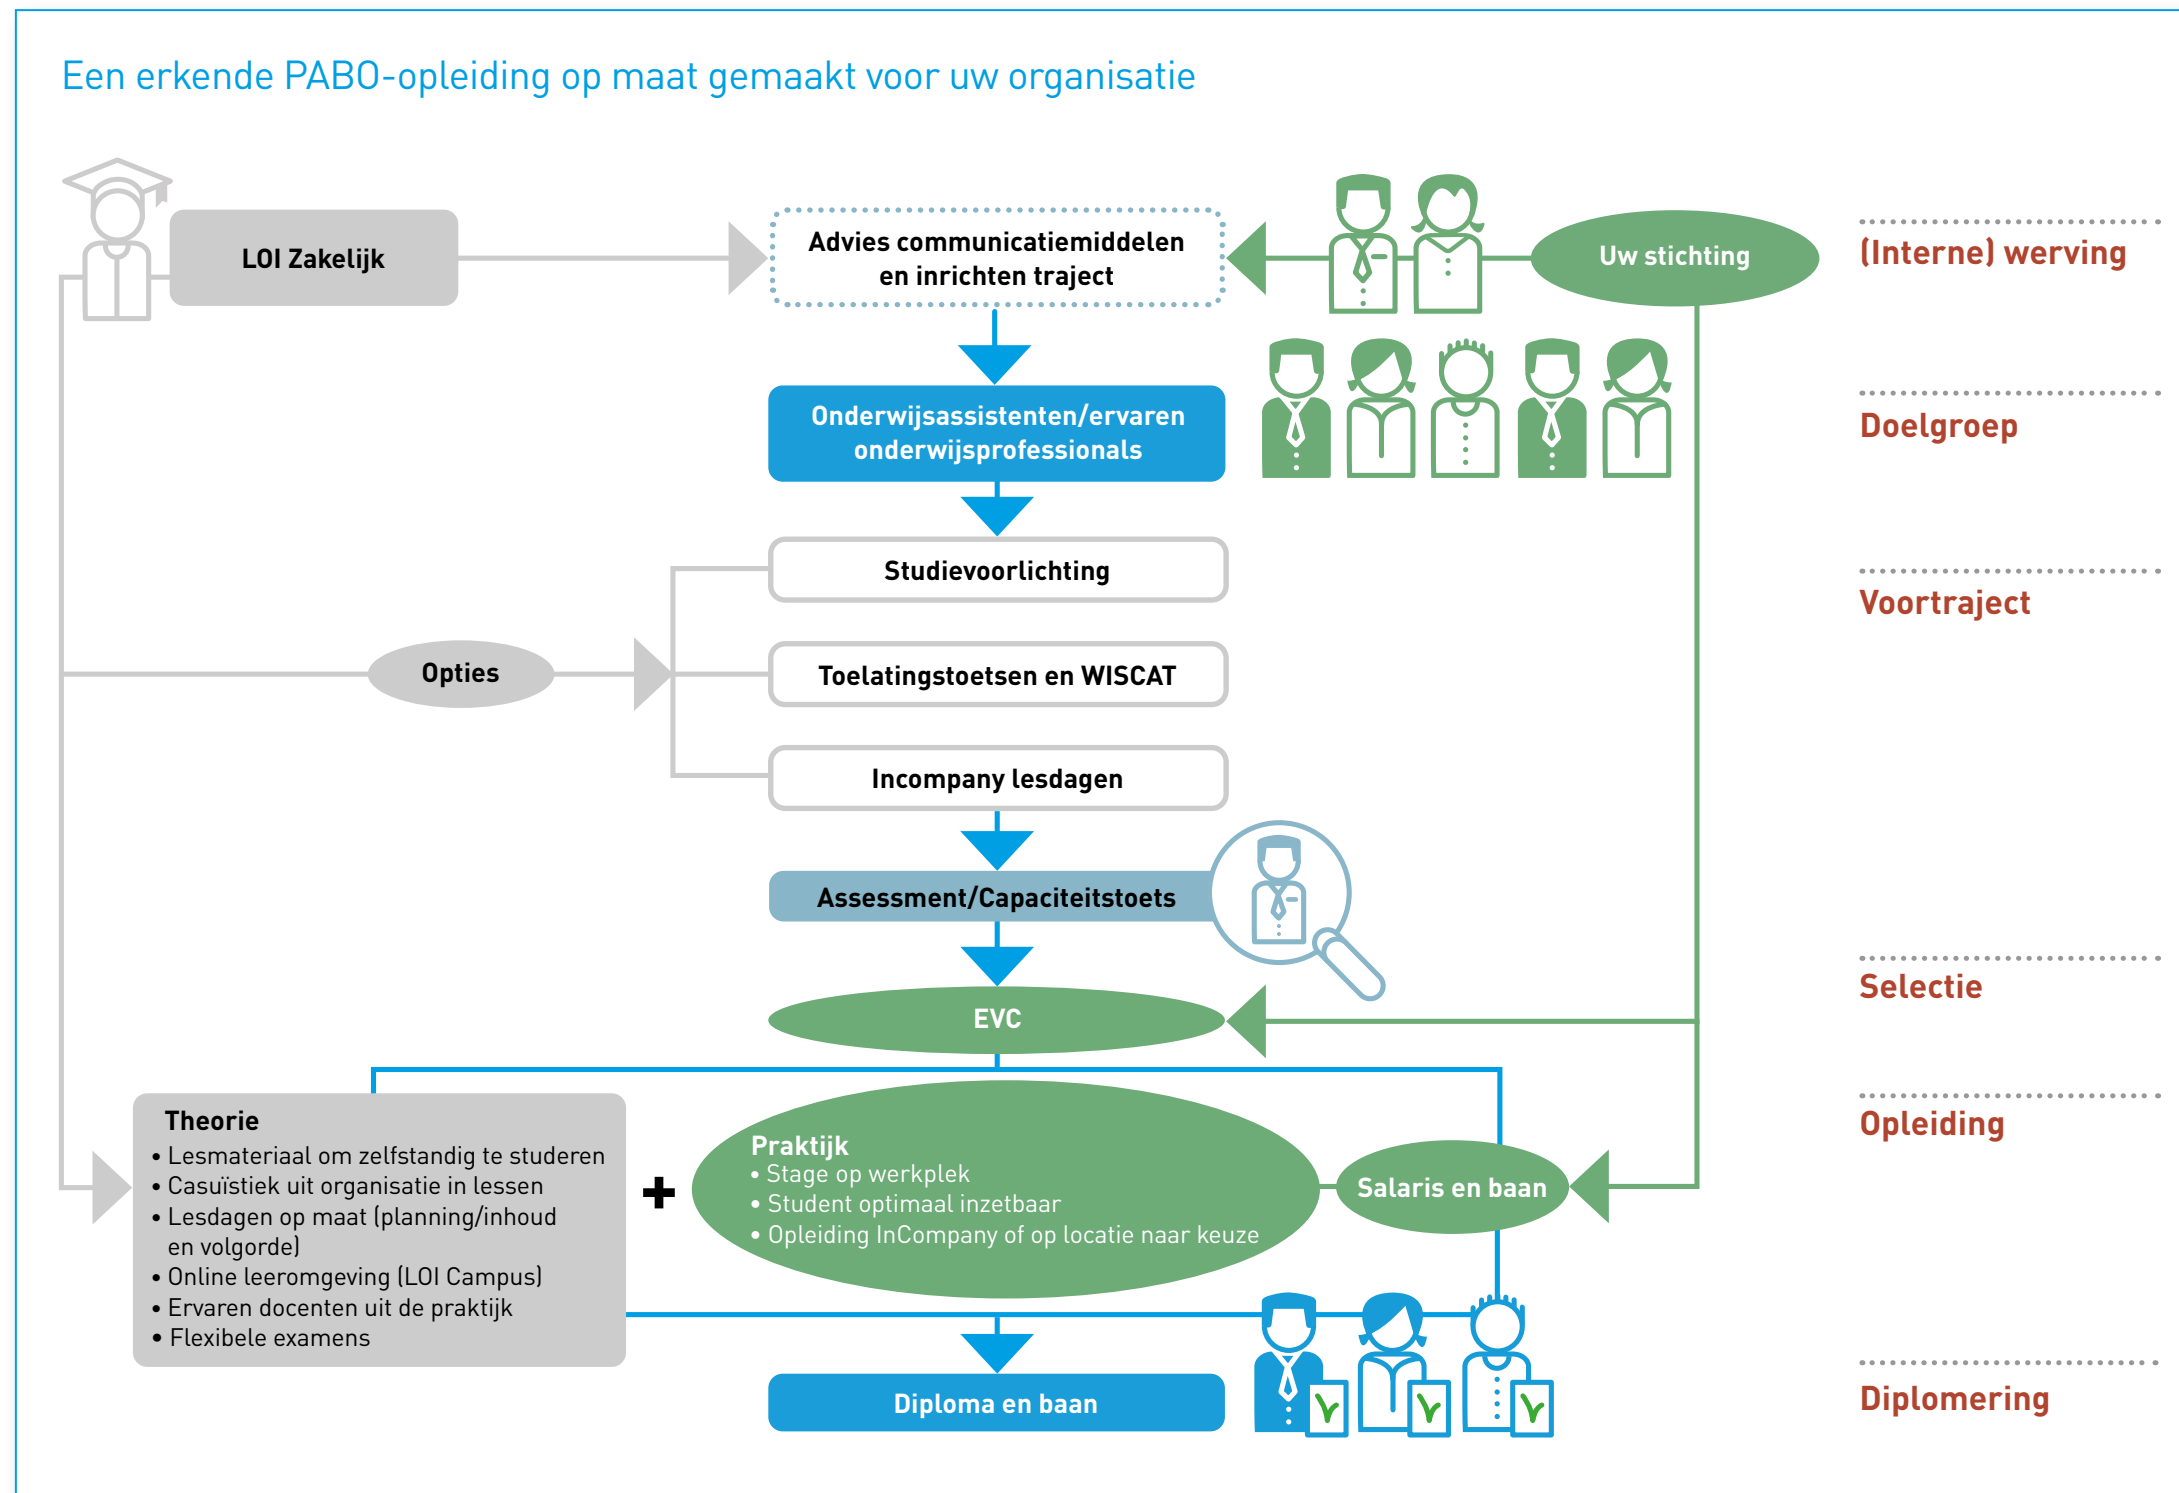 Een erkende PABO-opleiding op maat gemaakt voor uw organisatie
LOI Zakelijk
Advies communicatiemiddelen
en inrichten traject
Uw stichting
(Interne) werving
Onderwijsassistenten/ervaren
onderwijsprofessionals
Doelgroep
Studievoorlichting
Voortraject
Opties
Toelatingstoetsen en WISCAT
Incompany lesdagen
Assessment/Capaciteitstoets
Selectie
EVC
Opleiding
Theorie
• Lesmateriaal om zelfstandig te studeren
• Casuïstiek uit organisatie in lessen
• Lesdagen op maat (planning/inhoud
en volgorde)
• Online leeromgeving (LOI Campus)
• Ervaren docenten uit de praktijk
• Flexibele examens
+
Praktijk
• Stage op werkplek
• Student optimaal inzetbaar
• Opleiding InCompany of op locatie naar keuze
Salaris en baan
Diploma en baan
Diplomering